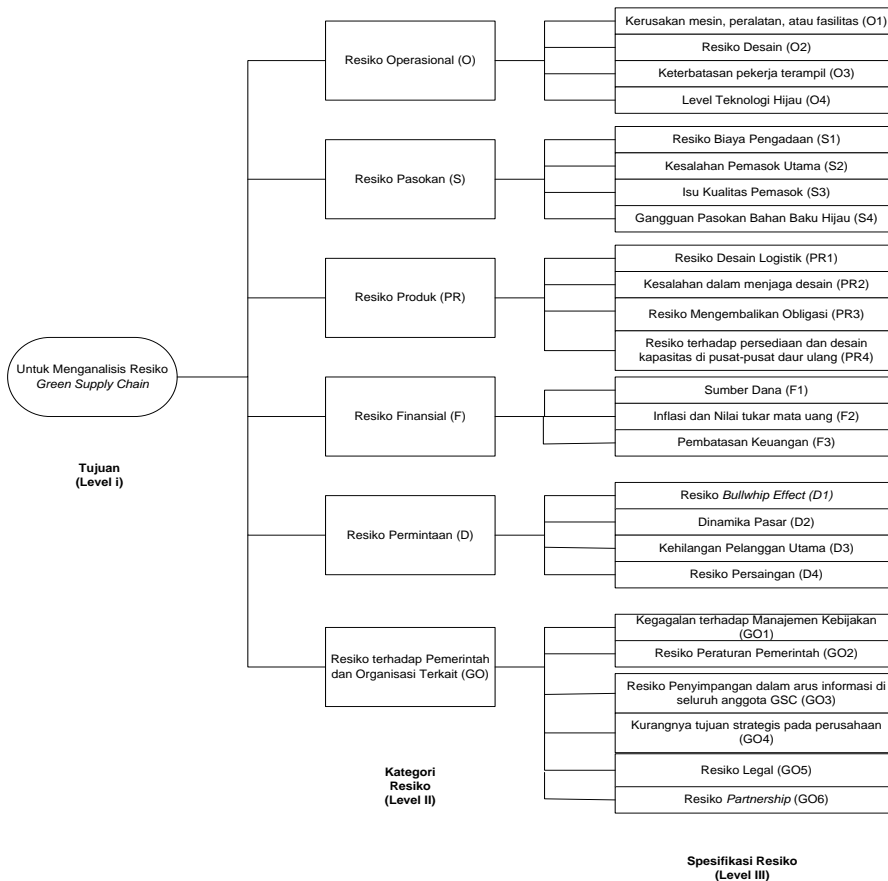 Untuk Menganalisis Resiko
Green Supply Chain
Tujuan
(Level i)
Resiko Operasional (O)
Resiko Pasokan (S)
Resiko Produk (PR)
Resiko Finansial (F)
Resiko Permintaan (D)
Resiko terhadap Pemerintah
dan Organisasi Terkait (GO)
Kategori
Resiko
(Level II)
Kerusakan mesin, peralatan, atau fasilitas (O1)
Resiko Desain (O2)
Keterbatasan pekerja terampil (O3)
Level Teknologi Hijau (O4)
Resiko Biaya Pengadaan (S1)
Kesalahan Pemasok Utama (S2)
Isu Kualitas Pemasok (S3)
Gangguan Pasokan Bahan Baku Hijau (S4)
Resiko Desain Logistik (PR1)
Kesalahan dalam menjaga desain (PR2)
Resiko Mengembalikan Obligasi (PR3)
Resiko terhadap persediaan dan desain
kapasitas di pusat-pusat daur ulang (PR4)
Sumber Dana (F1)
Inflasi dan Nilai tukar mata uang (F2)
Pembatasan Keuangan (F3)
Resiko Bullwhip Effect (D1)
Dinamika Pasar (D2)
Kehilangan Pelanggan Utama (D3)
Resiko Persaingan (D4)
Kegagalan terhadap Manajemen Kebijakan
(GO1)
Resiko Peraturan Pemerintah (GO2)
Resiko Penyimpangan dalam arus informasi di
seluruh anggota GSC (GO3)
Kurangnya tujuan strategis pada perusahaan
(GO4)
Resiko Legal (GO5)
Resiko Partnership (GO6)
Spesifikasi Resiko
(Level III)